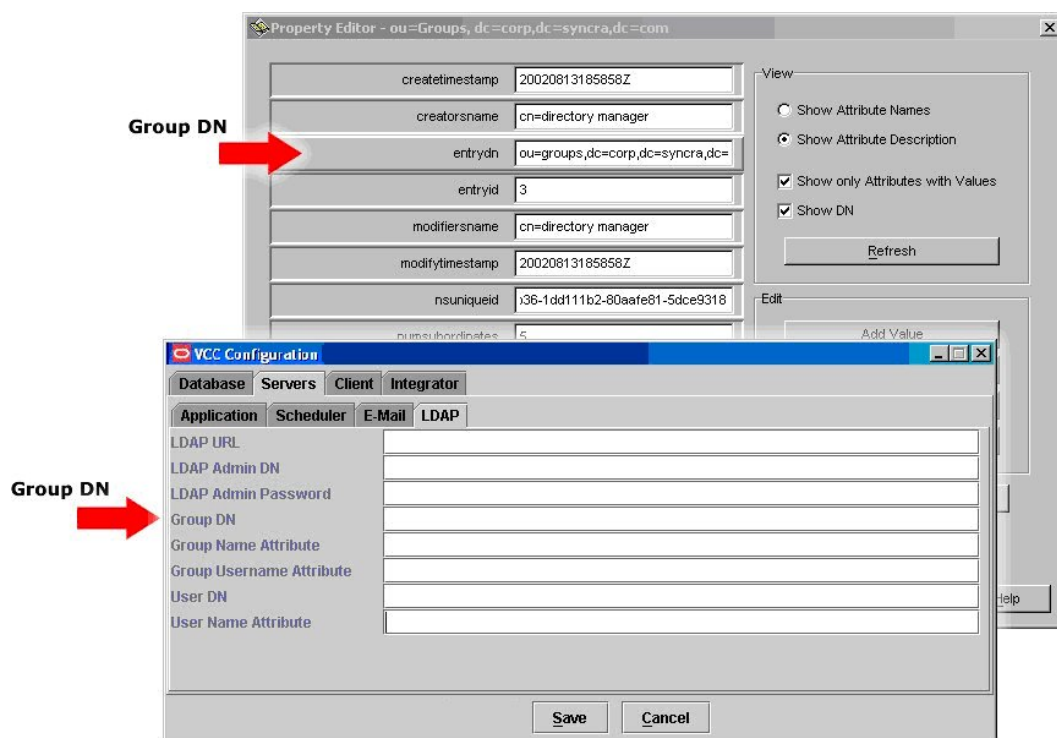 Property Editor - ou=Groups, dc=corp,dc=syncra,dc=com
createtimestamp 20020813185858Z
creatorsname cn=directory manager
Group DN
entrydn ou=groups,dc=corp,dc=syncra,dc=
entryid 3
modifiersname cn=directory manager
modifytimestamp 20020813185858Z
nsuniqueid 36-1dd111b2-80aafe81-5dce9318
numsubordinates 5
View
Show Attribute Names
Show Attribute Description
Show only Attributes with Values
Show DN
Refresh
Edit
Add Value
Help
VCC Configuration
Database Servers Client Integrator
Application Scheduler E-Mail LDAP
LDAP URL
LDAP Admin DN
LDAP Admin Password
Group DN
Group DN
Group Name Attribute
Group Username Attribute
User DN
User Name Attribute
Save Cancel